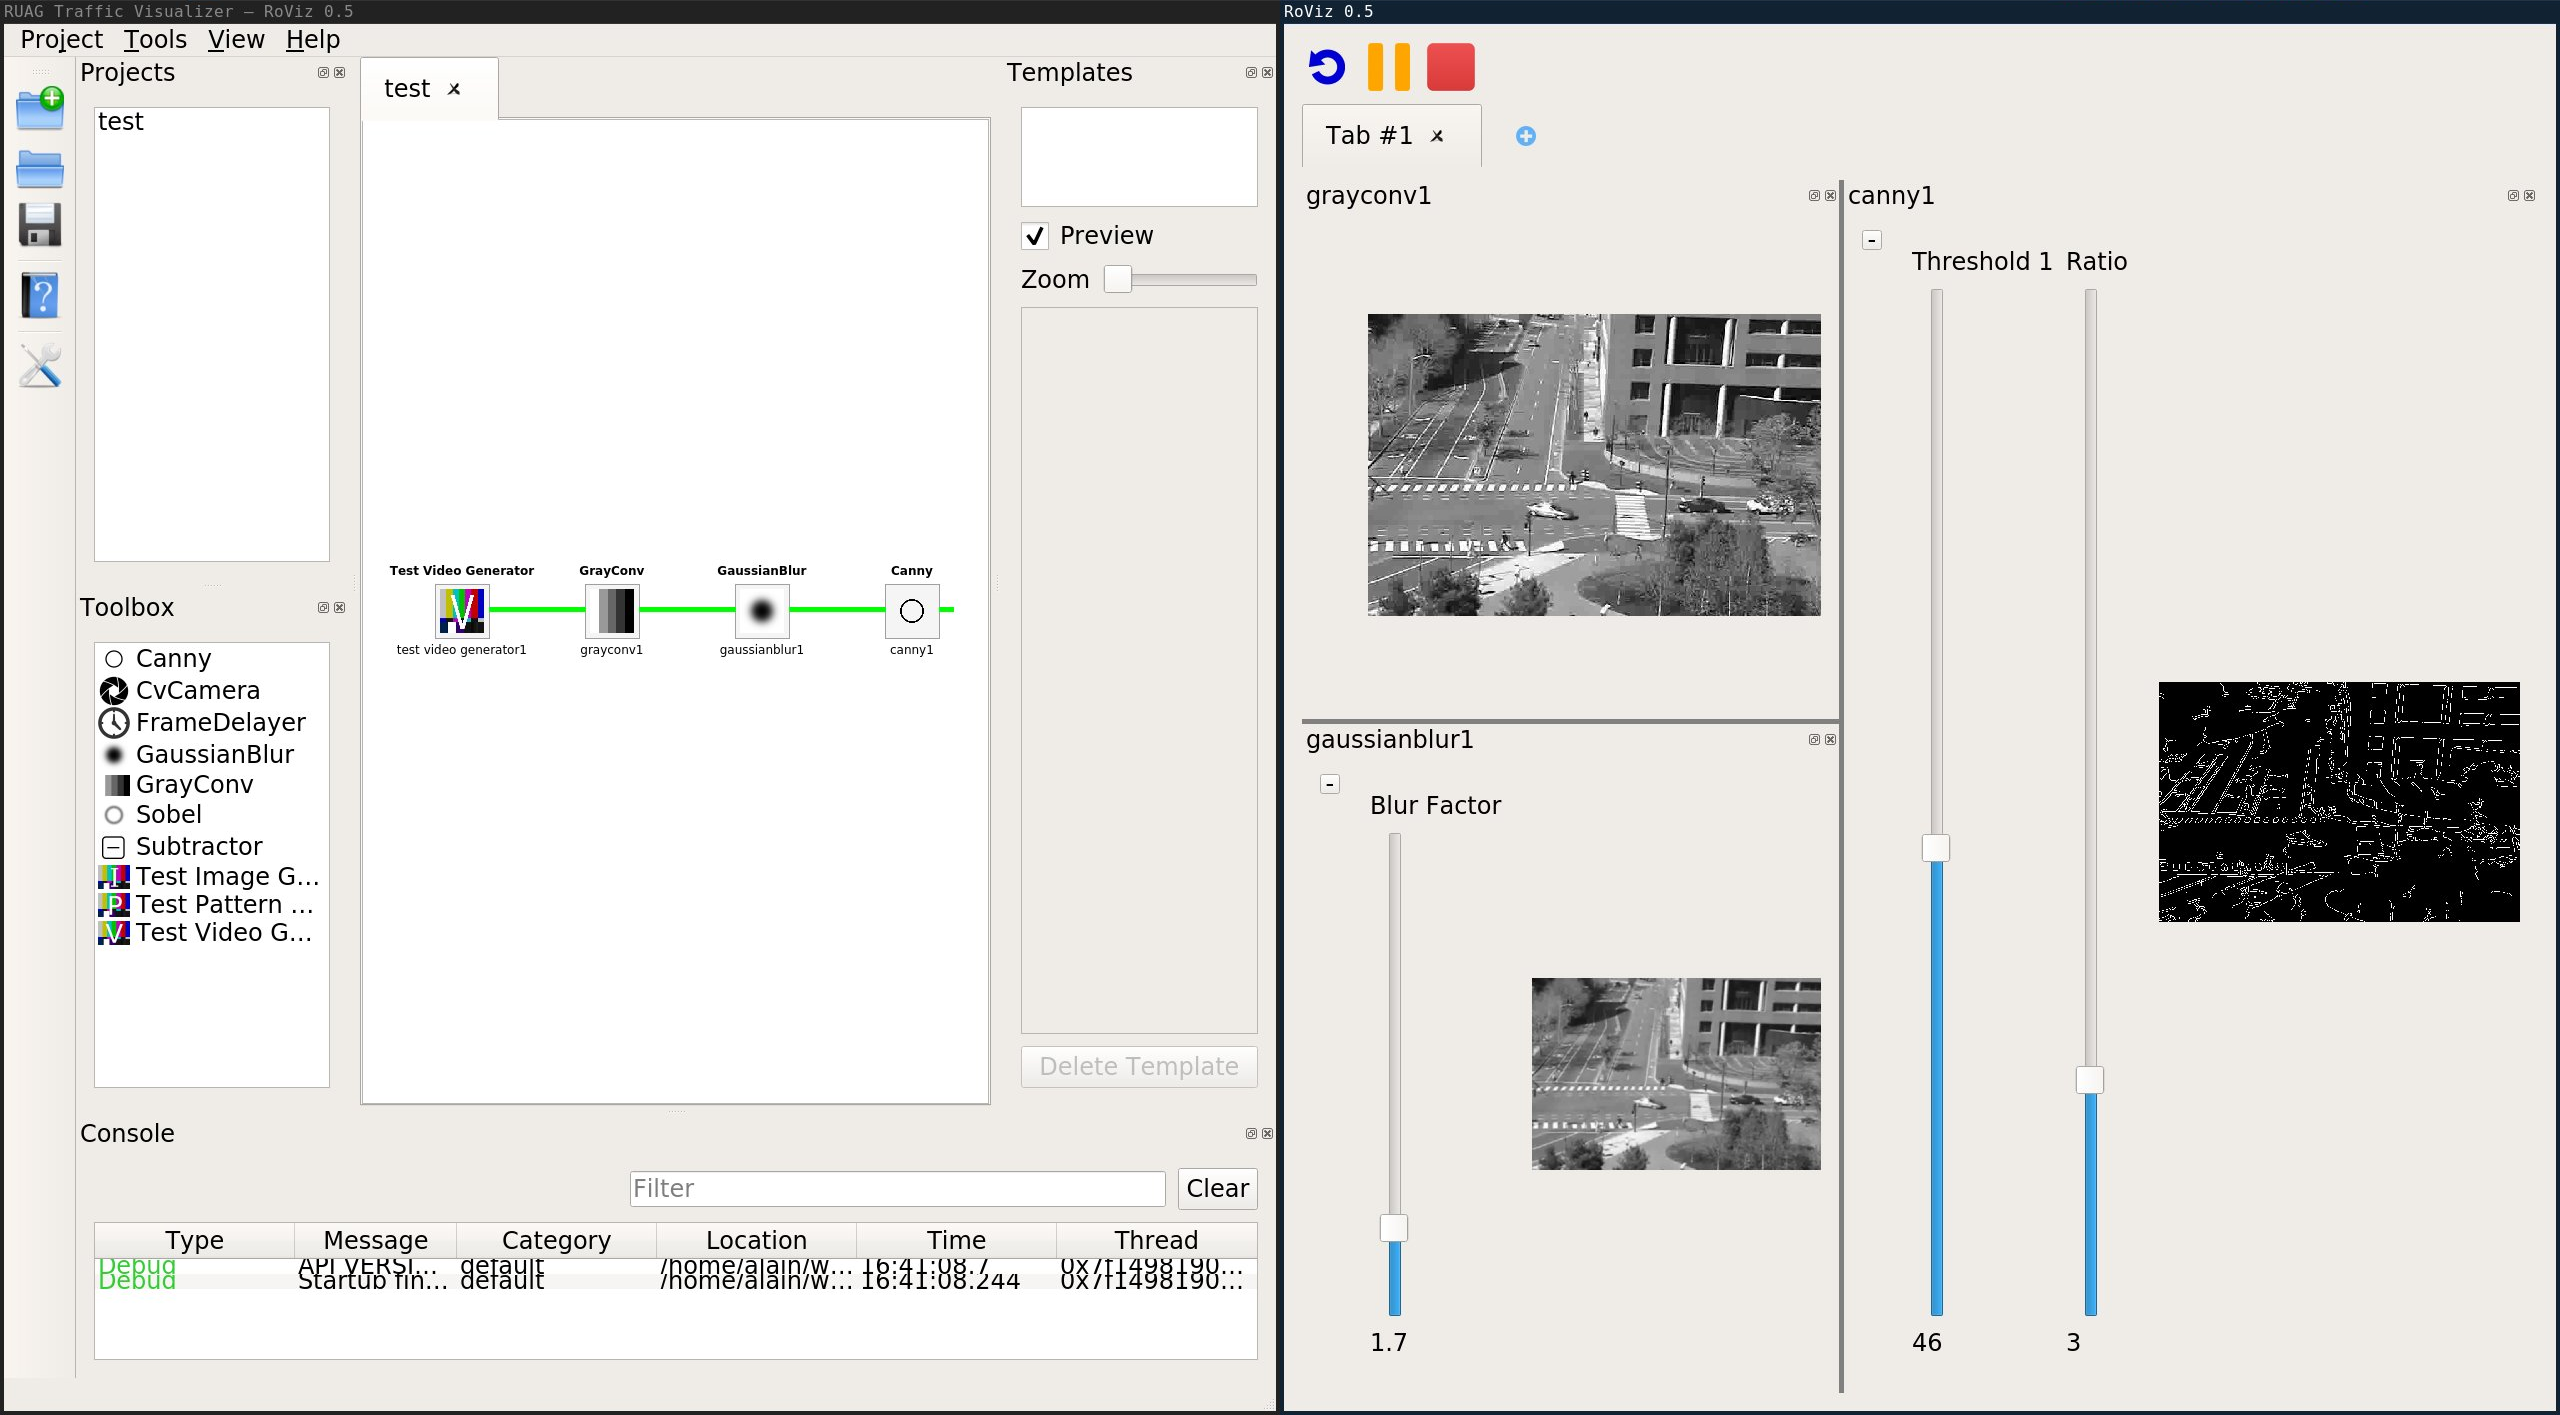 RUAG Traffic Visualizer — RoViz 0.5
Project Tools View Help
Projects
test
Toolbox
Canny
CvCamera
FrameDelayer
GaussianBlur
GrayConv
Sobel
Subtractor
Test Image G...
Test Pattern ...
Test Video G...
test
Test Video Generator GrayConv GaussianBlur Canny
test video generator1 grayconv1 gaussianblur1 canny1
Templates
Preview
Zoom
Delete Template
Console
Filter Clear
Type Message Category Location Time Thread
Debug API VERSI... default /home/alain/w... 16:41:08.7 0x7f1498190...
Debug Startup fin... default /home/alain/w... 16:41:08.244 0x7f1498190...
RoViz 0.5
Tab #1
grayconv1
gaussianblur1
Blur Factor
1.7
canny1
Threshold 1 Ratio
46 3